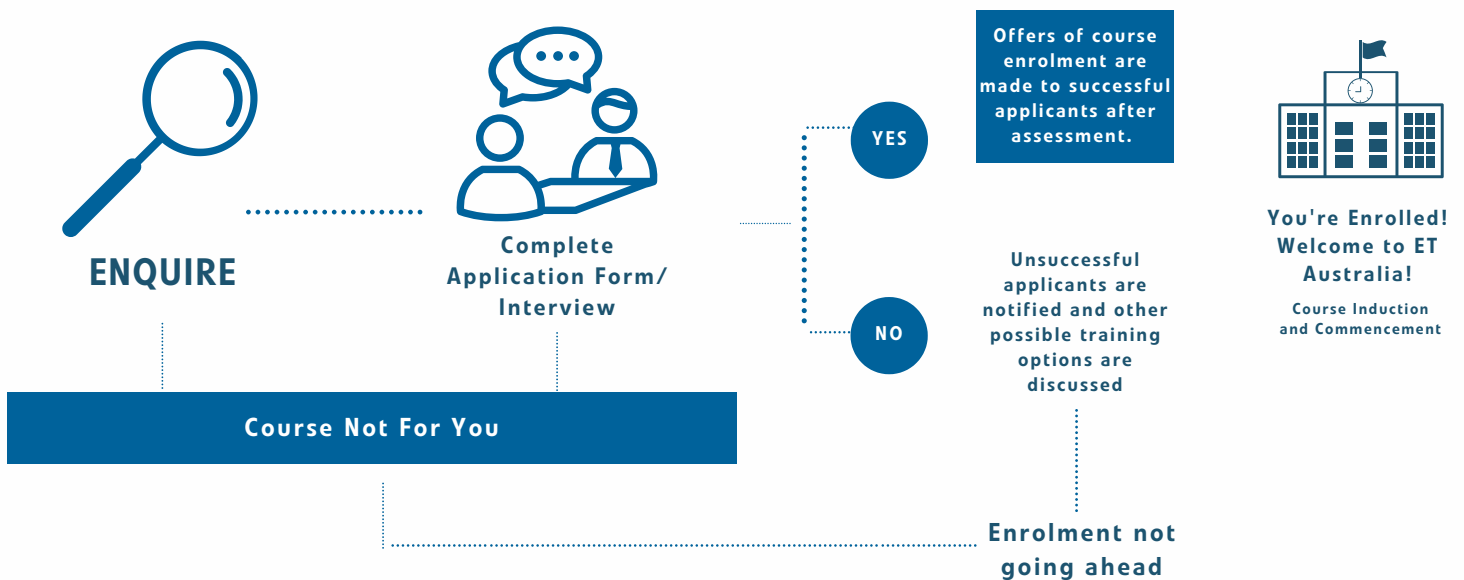 ENQUIRE
Complete
Application Form/
Interview
Course Not For You
YES
NO
Offers of course
enrolment are
made to successful
applicants after
assessment.
Unsuccessful
applicants are
notified and other
possible training
options are
discussed
Enrolment not
going ahead
You're Enrolled!
Welcome to ET
Australia!
Course Induction
and Commencement